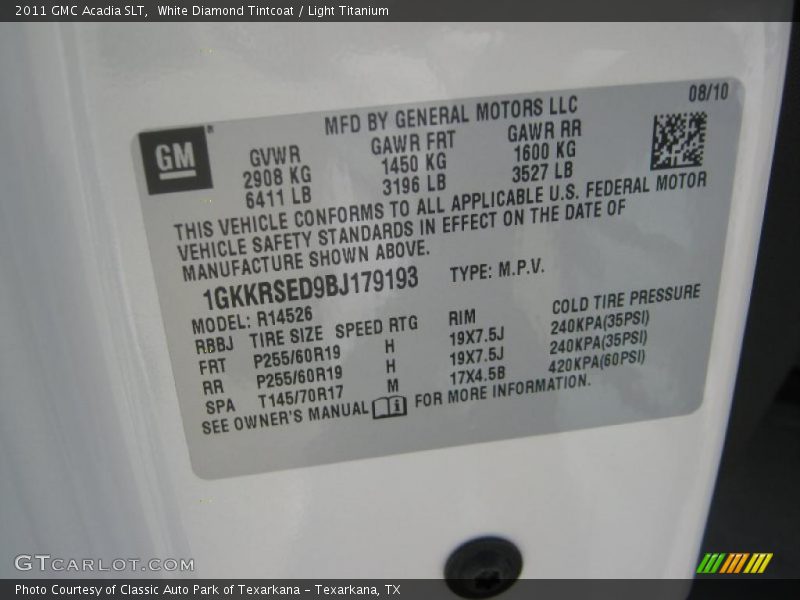 2011 GMC Acadia SLT, White Diamond Tintcoat / Light Titanium
08/10
MFD BY GENERAL MOTORS LLC
GM®
GVWR GAWR FRT GAWR RR
2908 KG 1450 KG 1600 KG
6411 LB 3196 LB 3527 LB
THIS VEHICLE CONFORMS TO ALL APPLICABLE U.S. FEDERAL MOTOR
VEHICLE SAFETY STANDARDS IN EFFECT ON THE DATE OF
MANUFACTURE SHOWN ABOVE.
1GKKRSED9BJ179193 TYPE: M.P.V.
MODEL: R14526
RBBJ TIRE SIZE SPEED RTG RIM COLD TIRE PRESSURE
FRT P255/60R19 H 19X7.5J 240KPA(35PSI)
RR P255/60R19 H 19X7.5J 240KPA(35PSI)
SPA T145/70R17 M 17X4.5B 420KPA(60PSI)
SEE OWNER'S MANUAL i FOR MORE INFORMATION.
GTCARLOT.COM
Photo Courtesy of Classic Auto Park of Texarkana - Texarkana, TX